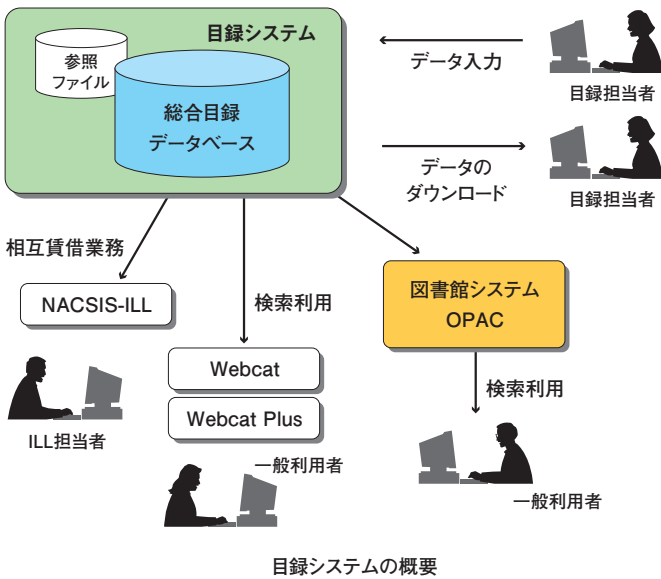 目録システム
参照
ファイル
総合目録
データベース
データ入力
目録担当者
データの
ダウンロード
目録担当者
相互賃借業務
NACSIS-ILL
検索利用
図書館システム
OPAC
Webcat
Webcat Plus
検索利用
ILL担当者
一般利用者
一般利用者
目録システムの概要